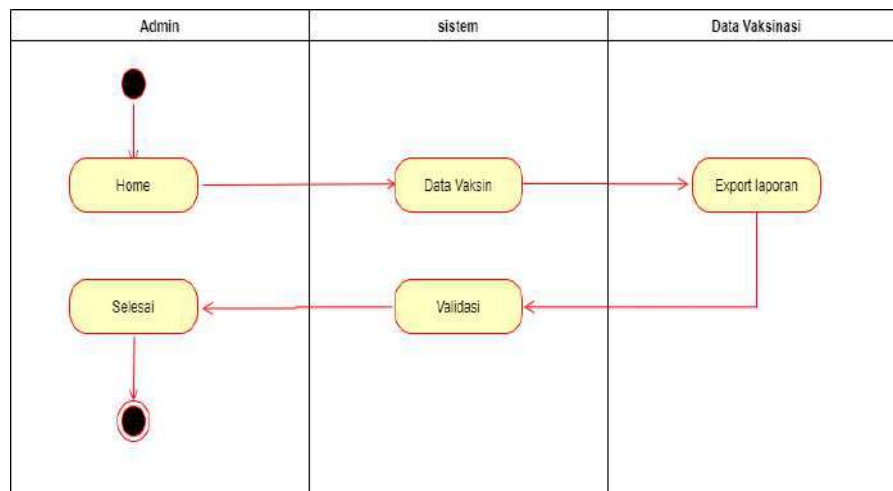 Admin
sistem
Data Vaksinasi
Home
Data Vaksin
Export laporan
Selesai
Validasi